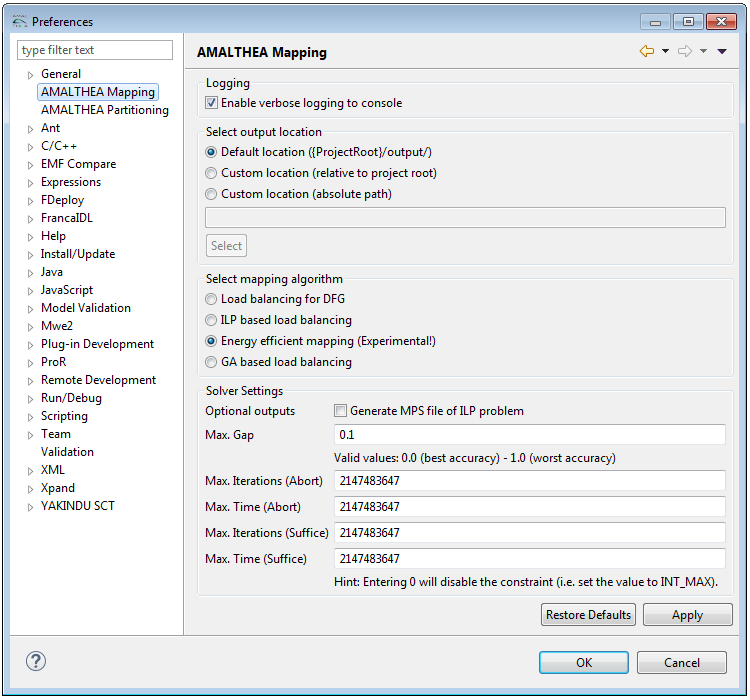 Preferences
type filter text
General
AMALTHEA Mapping
AMALTHEA Partitioning
Ant
C/C++
EMF Compare
Expressions
FDeploy
FrancaIDL
Help
Install/Update
Java
JavaScript
Model Validation
Mwe2
Plug-in Development
ProR
Remote Development
Run/Debug
Scripting
Team
Validation
XML
Xpand
YAKINDU SCT
AMALTHEA Mapping
Logging
Enable verbose logging to console
Select output location
Default location ({ProjectRoot}/output/)
Custom location (relative to project root)
Custom location (absolute path)
Select
Select mapping algorithm
Load balancing for DFG
ILP based load balancing
Energy efficient mapping (Experimental!)
GA based load balancing
Solver Settings
Optional outputs Generate MPS file of ILP problem
Max. Gap 0.1
Valid values: 0.0 (best accuracy) - 1.0 (worst accuracy)
Max. Iterations (Abort) 2147483647
Max. Time (Abort) 2147483647
Max. Iterations (Suffice) 2147483647
Max. Time (Suffice) 2147483647
Hint: Entering 0 will disable the constraint (i.e. set the value to INT_MAX).
Restore Defaults Apply
? OK Cancel